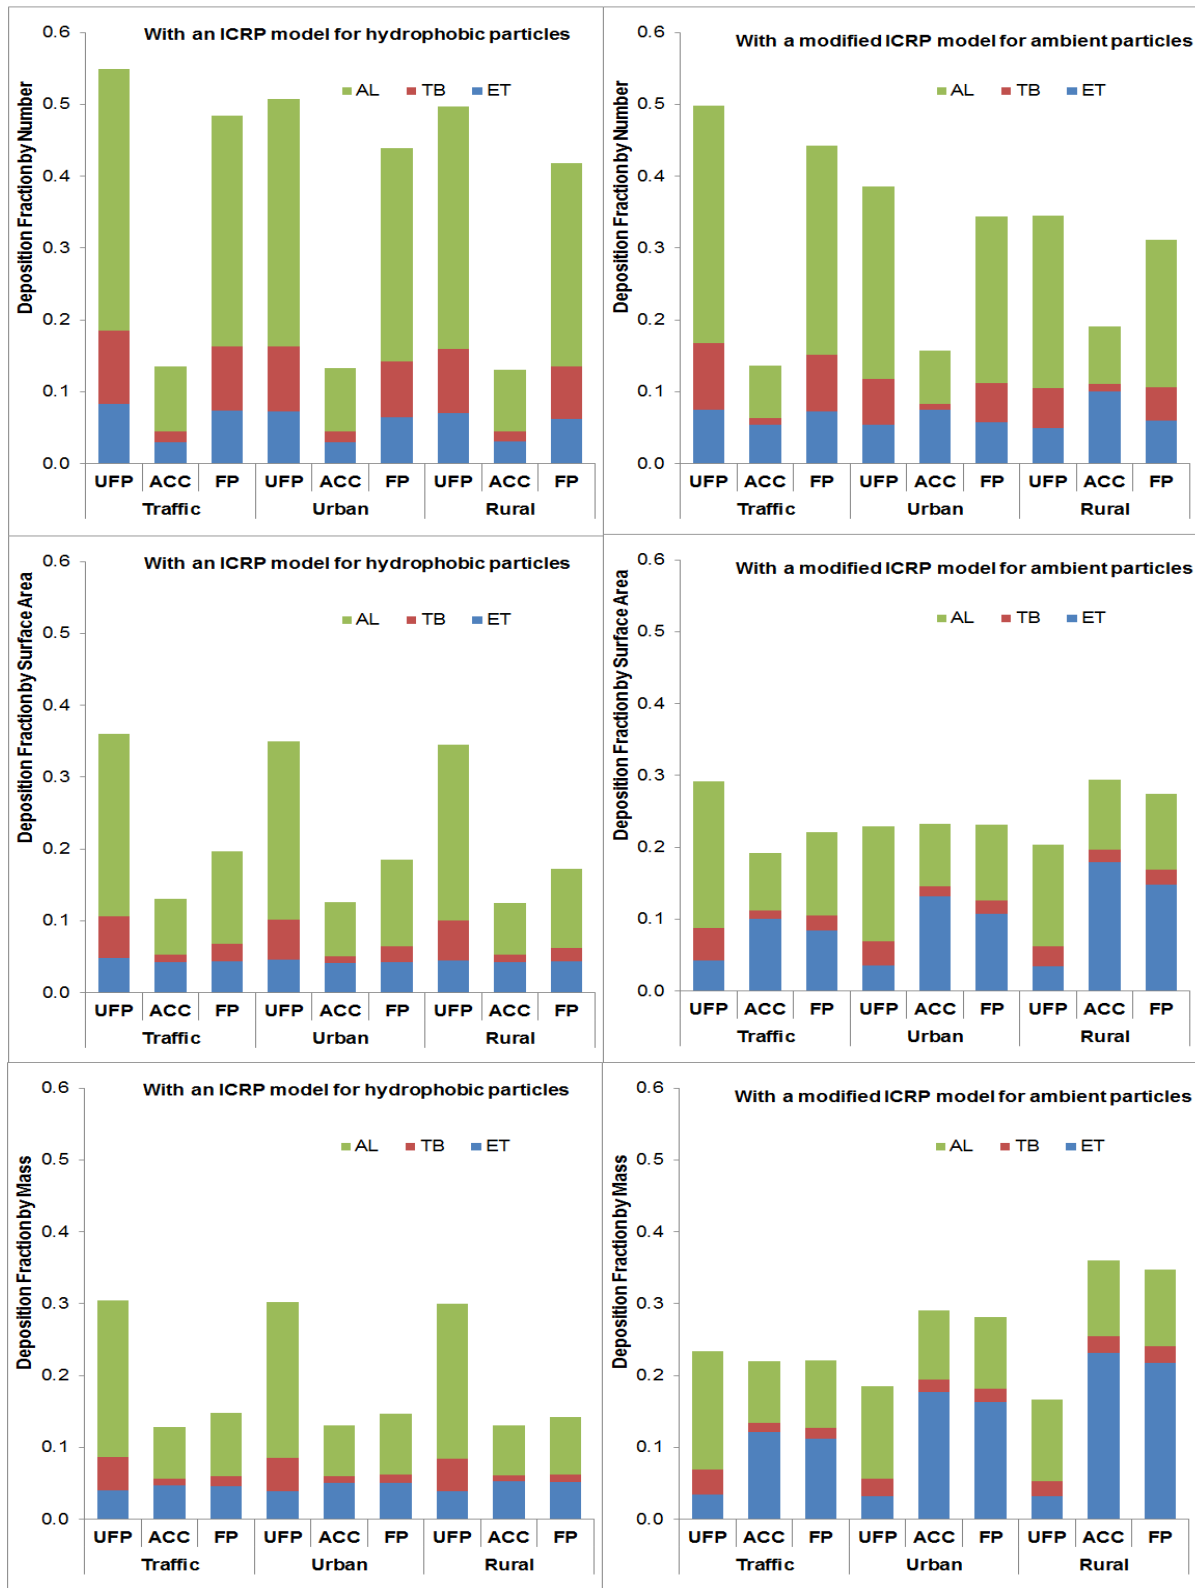 With an ICRP model for hydrophobic particles
AL TB ET
Deposition Fraction by Number
0.6
0.5
0.4
0.3
0.2
0.1
0.0
UFP ACC FP UFP ACC FP UFP ACC FP
Traffic Urban Rural
With a modified ICRP model for ambient particles
AL TB ET
Deposition Fraction by Number
0.6
0.5
0.4
0.3
0.2
0.1
0.0
UFP ACC FP UFP ACC FP UFP ACC FP
Traffic Urban Rural
With an ICRP model for hydrophobic particles
AL TB ET
Deposition Fraction by Surface Area
0.6
0.5
0.4
0.3
0.2
0.1
0.0
UFP ACC FP UFP ACC FP UFP ACC FP
Traffic Urban Rural
With a modified ICRP model for ambient particles
AL TB ET
Deposition Fraction by Surface Area
0.6
0.5
0.4
0.3
0.2
0.1
0.0
UFP ACC FP UFP ACC FP UFP ACC FP
Traffic Urban Rural
With an ICRP model for hydrophobic particles
AL TB ET
Deposition Fraction by Mass
0.6
0.5
0.4
0.3
0.2
0.1
0.0
UFP ACC FP UFP ACC FP UFP ACC FP
Traffic Urban Rural
With a modified ICRP model for ambient particles
AL TB ET
Deposition Fraction by Mass
0.6
0.5
0.4
0.3
0.2
0.1
0.0
UFP ACC FP UFP ACC FP UFP ACC FP
Traffic Urban Rural